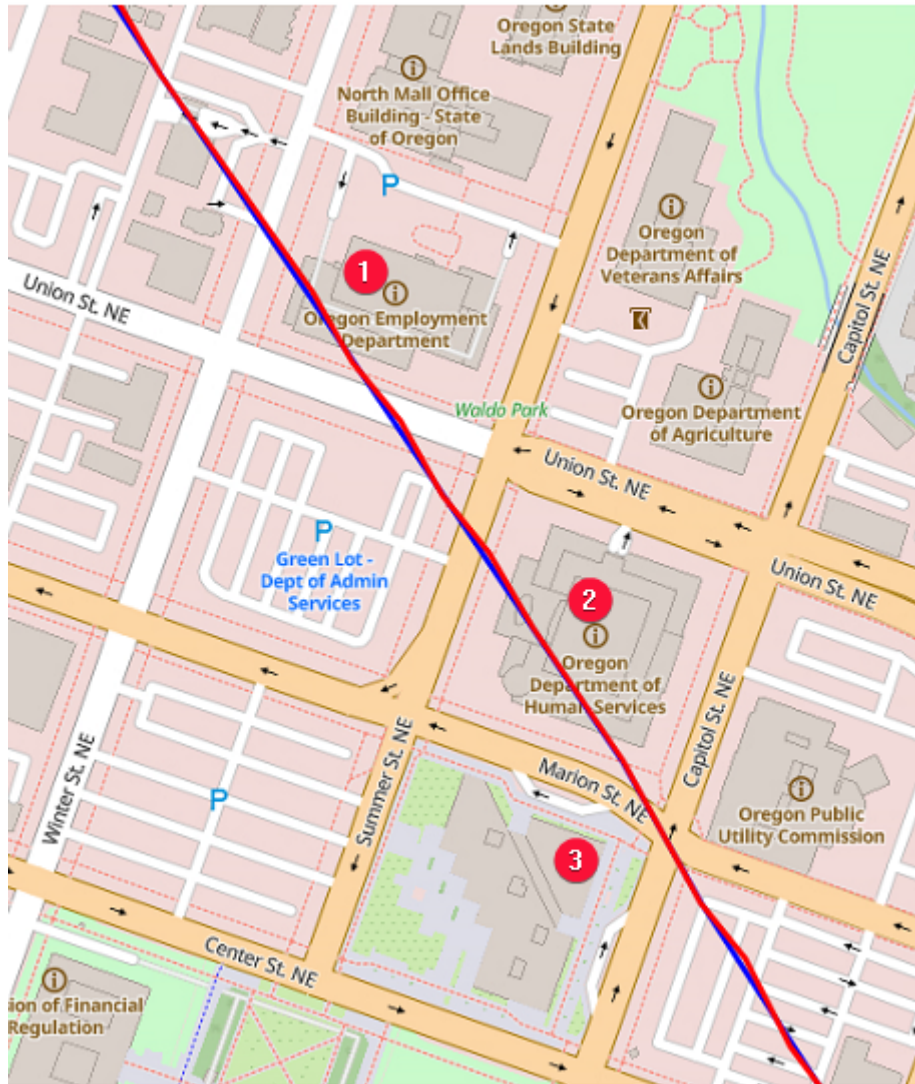 Oregon State
Lands Building
North Mall Office
Building - State
of Oregon
P
Oregon
Department of
Veterans Affairs
Capitol St. NE
Union St. NE
1
Oregon Employment
Department
Waldo Park
Oregon Department
of Agriculture
Union St. NE
P
Green Lot -
Dept of Admin
Services
Union St. NE
2
Oregon
Department of
Human Services
Capitol St. NE
Winter St. NE
Summer St. NE
Marion St. NE
P
Oregon Public
Utility Commission
3
Center St. NE
ion of Financial
Regulation